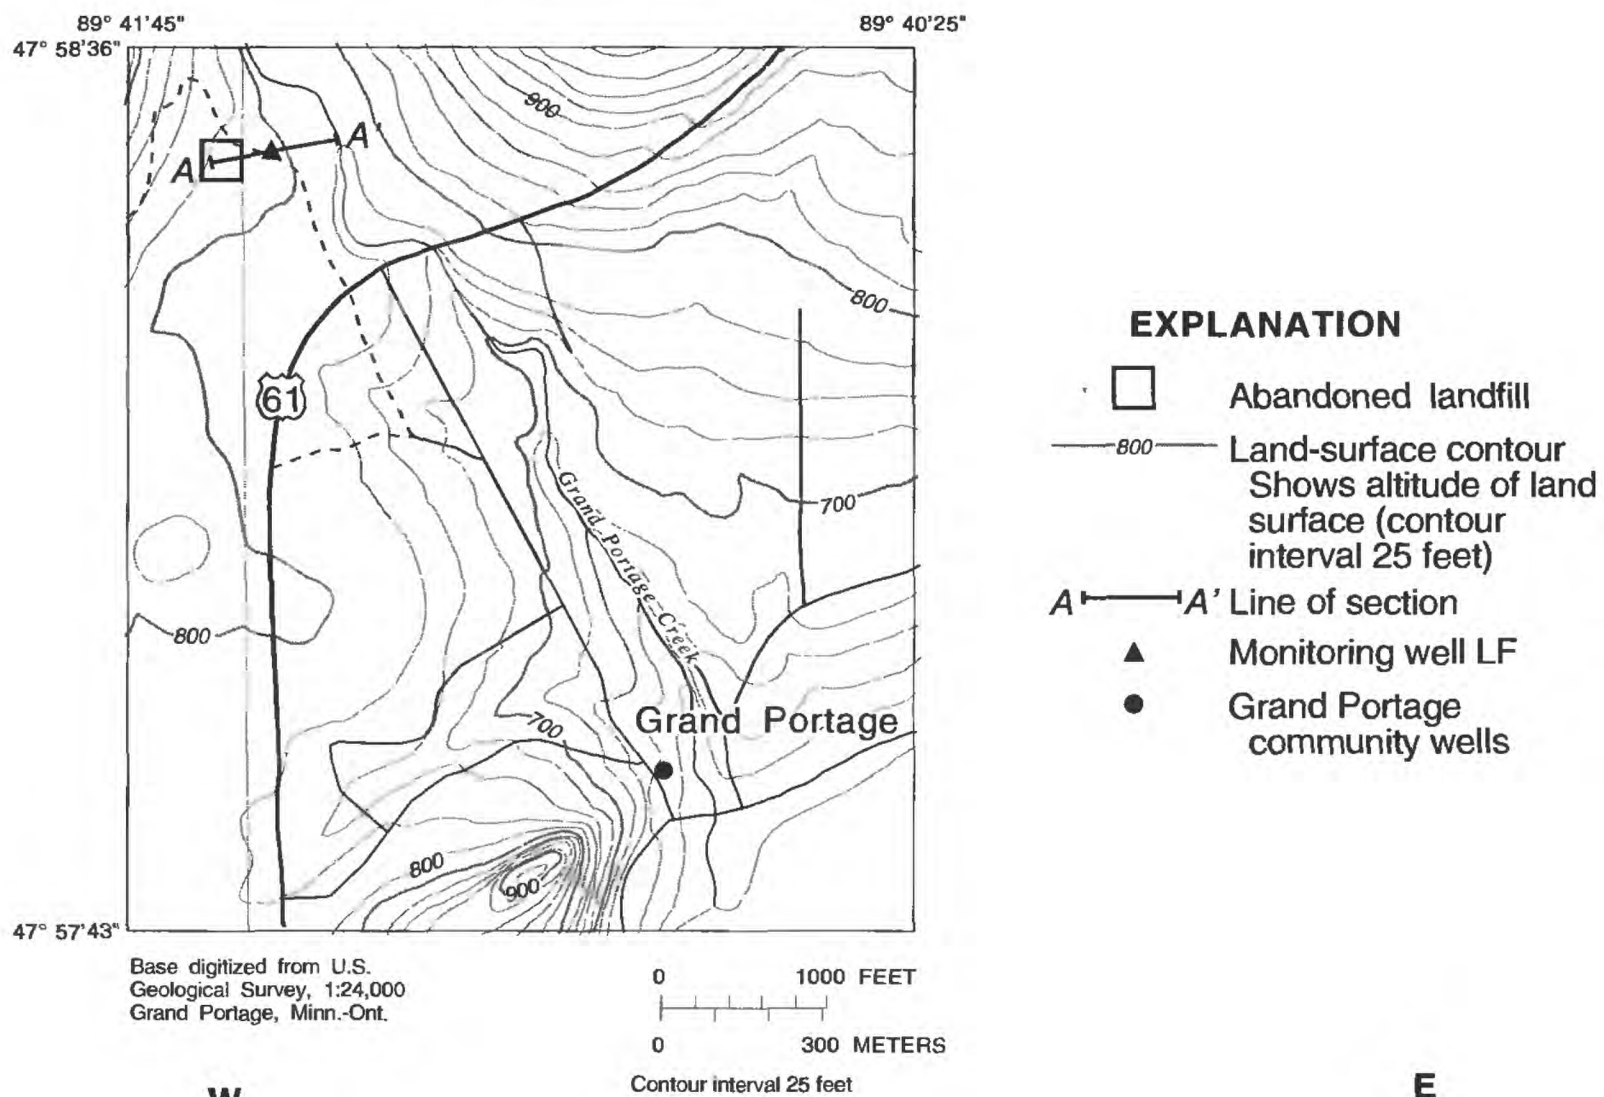 89° 41'45"
89° 40'25"
47° 58'36"
900
A
A'
800
61
Grand Portage Creek
700
800
Grand Portage
700
800
900
47° 57'43"
Base digitized from U.S.
Geological Survey, 1:24,000
Grand Portage, Minn.-Ont.
0 1000 FEET
0 300 METERS
Contour interval 25 feet
EXPLANATION
Abandoned landfill
800
Land-surface contour
Shows altitude of land
surface (contour
interval 25 feet)
A A' Line of section
Monitoring well LF
Grand Portage
community wells
W
E